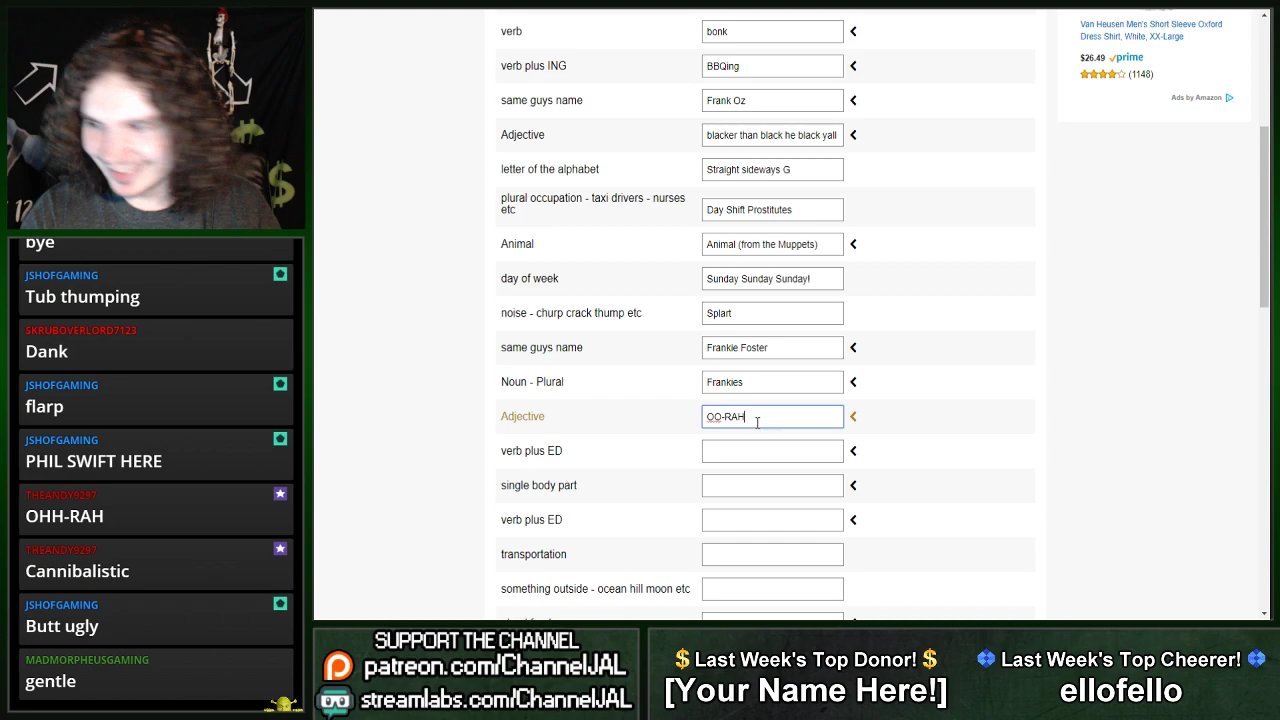 12
bye
JSHOFGAMING
Tub thumping
SKRUBOVERLORD7123
Dank
JSHOFGAMING
flarp
JSHOFGAMING
PHIL SWIFT HERE
THEANDY9297
OHH-RAH
THEANDY9297
Cannibalistic
JSHOFGAMING
Butt ugly
MADMORPHEUSGAMING
gentle
verb bonk
verb plus ING BBQing
same guys name Frank Oz
Adjective blacker than black he black yall
letter of the alphabet Straight sideways G
plural occupation - taxi drivers - nurses
etc Day Shift Prostitutes
Animal Animal (from the Muppets)
day of week Sunday Sunday Sunday!
noise - churp crack thump etc Splart
same guys name Frankie Foster
Noun - Plural Frankies
Adjective OO-RAH
verb plus ED
single body part
verb plus ED
transportation
something outside - ocean hill moon etc
Van Heusen Men's Short Sleeve Oxford
Dress Shirt, White, XX-Large
$26.49 prime
(1148)
Ads by Amazon
SUPPORT THE CHANNEL
patreon.com/ChannelJAL
streamlabs.com/ChannelJAL
$ Last Week's Top Donor! $
[Your Name Here!]
Last Week's Top Cheerer!
ellofello